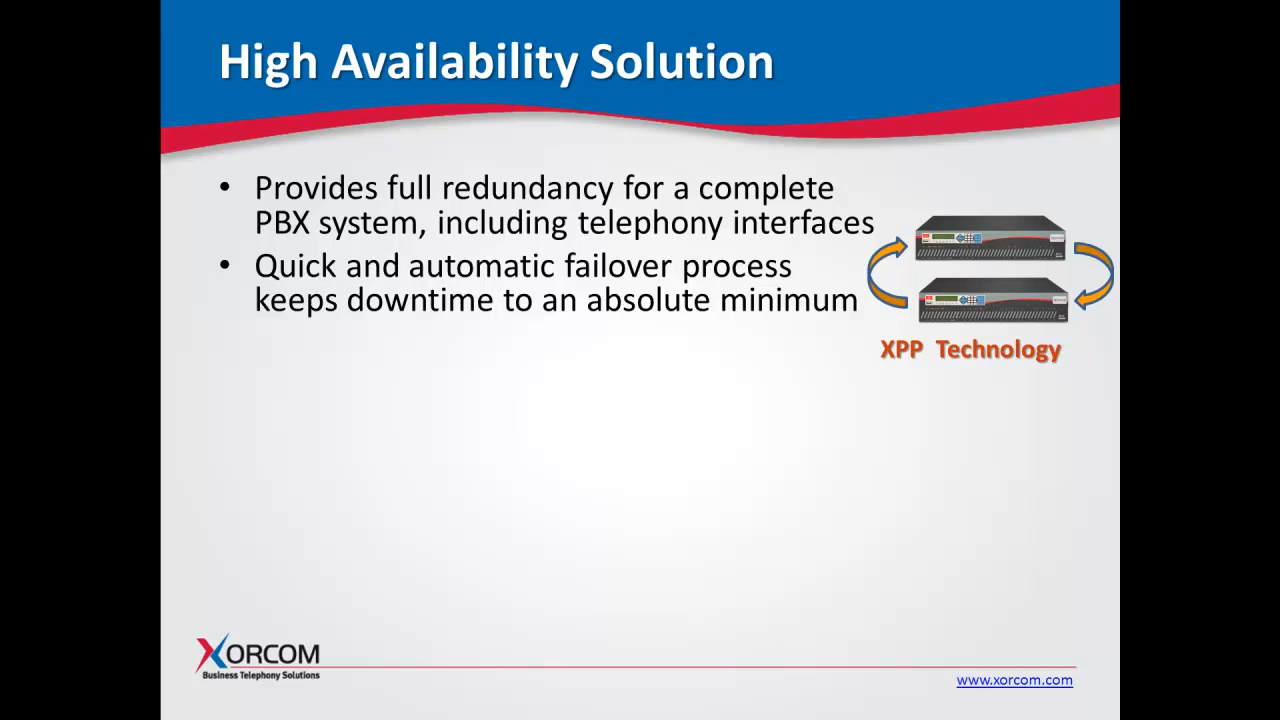 High Availability Solution
• Provides full redundancy for a complete
PBX system, including telephony interfaces
• Quick and automatic failover process
keeps downtime to an absolute minimum
XPP Technology
XORCOM
Business Telephony Solutions
www.xorcom.com